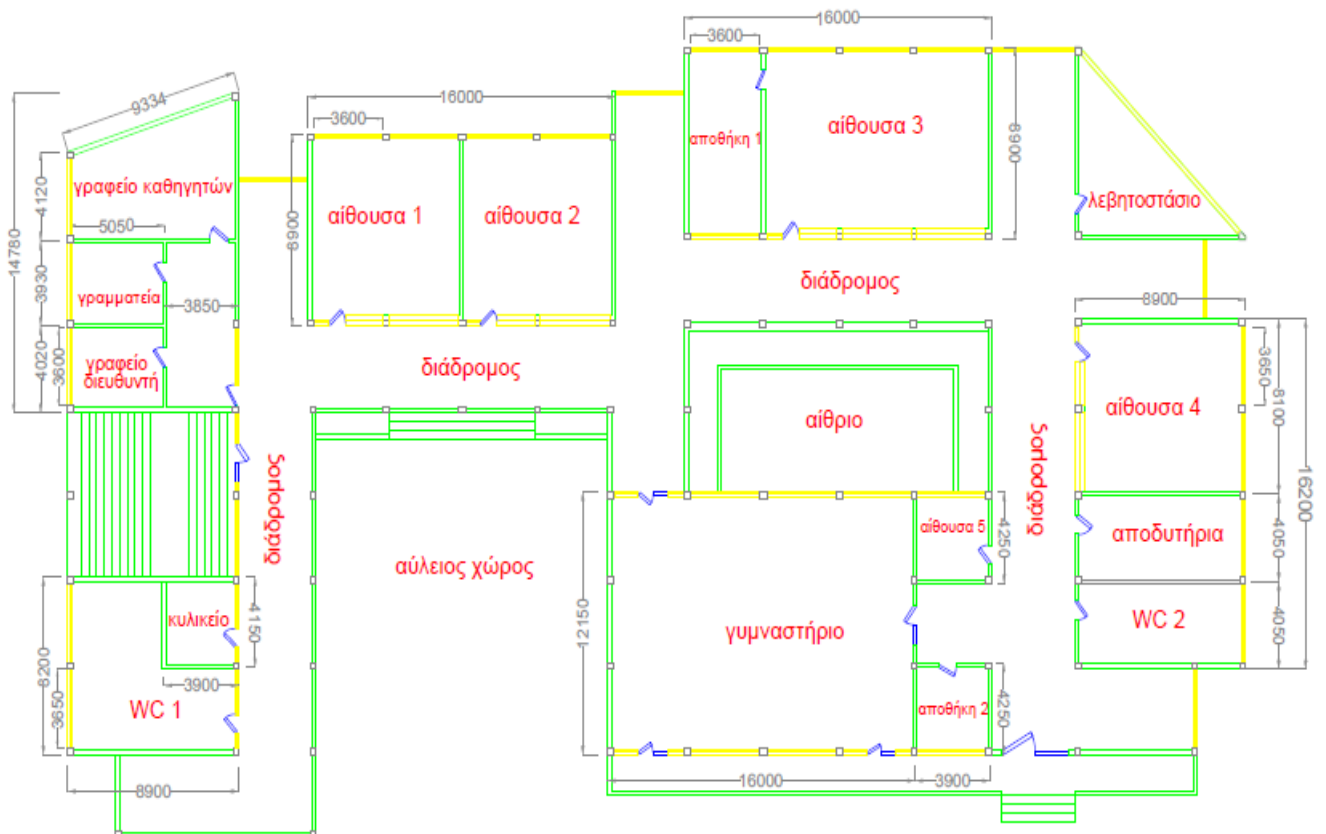 16000
3600
9334
16000
3600
αποθήκη 1
αίθουσα 3
8900
4120
γραφείο καθηγητών
λεβητοστάσιο
5050
αίθουσα 1
αίθουσα 2
8900
14780
3930
γραμματεία
3850
διάδρομος
8900
4020
3600
γραφείο
διευθυντή
διάδρομος
3650
αίθουσα 4
8100
αίθριο
διάδρομος
διάδρομος
16200
αίθουσα 5
4250
αποδυτήρια
4050
αύλειος χώρος
12150
γυμναστήριο
κυλικείο
4150
WC 2
4050
8200
3900
3650
WC 1
αποθήκη 2
4250
16000
3900
8900